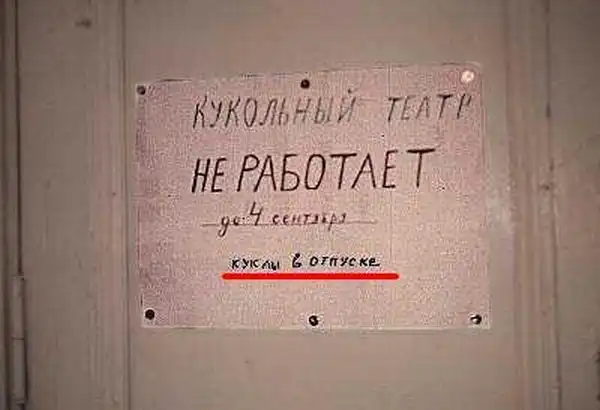 КУКОЛЬНЫЙ ТЕАТР
НЕ РАБОТАЕТ
до 4 сентября
куклы в отпуске